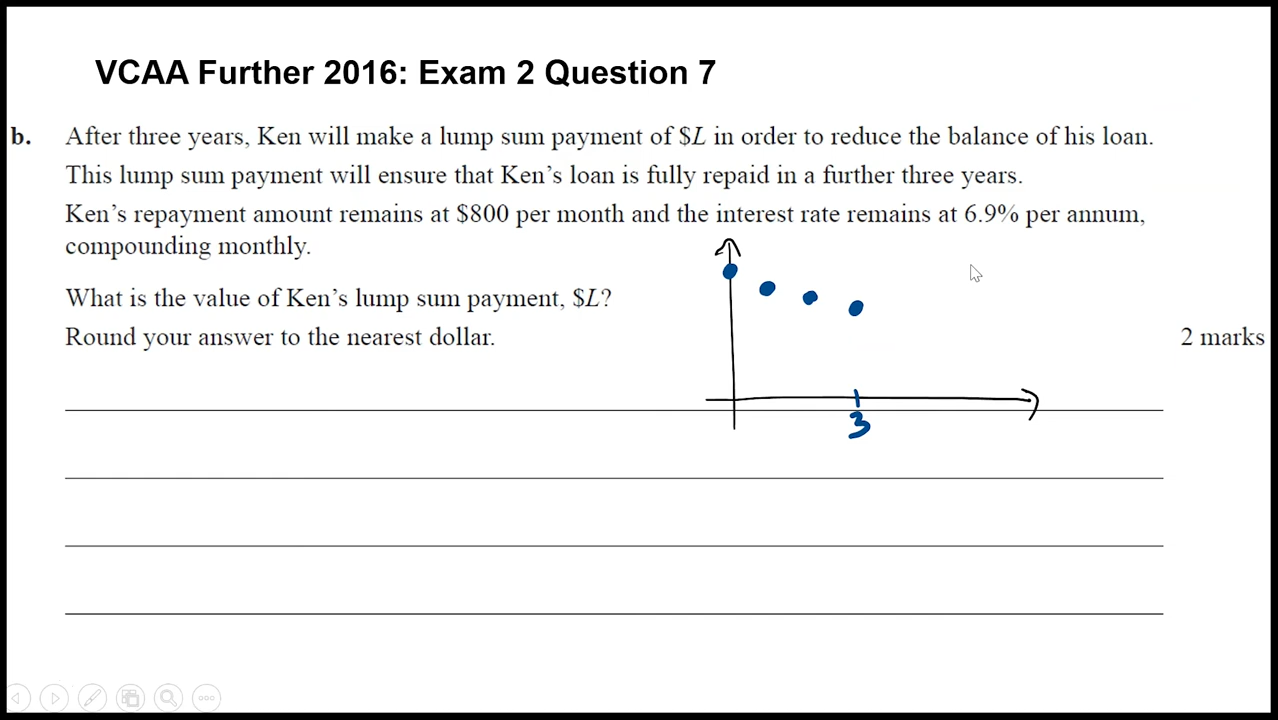 VCAA Further 2016: Exam 2 Question 7
b. After three years, Ken will make a lump sum payment of $L in order to reduce the balance of his loan.
This lump sum payment will ensure that Ken’s loan is fully repaid in a further three years.
Ken’s repayment amount remains at $800 per month and the interest rate remains at 6.9% per annum,
compounding monthly.
What is the value of Ken’s lump sum payment, $L?
Round your answer to the nearest dollar.
2 marks
3